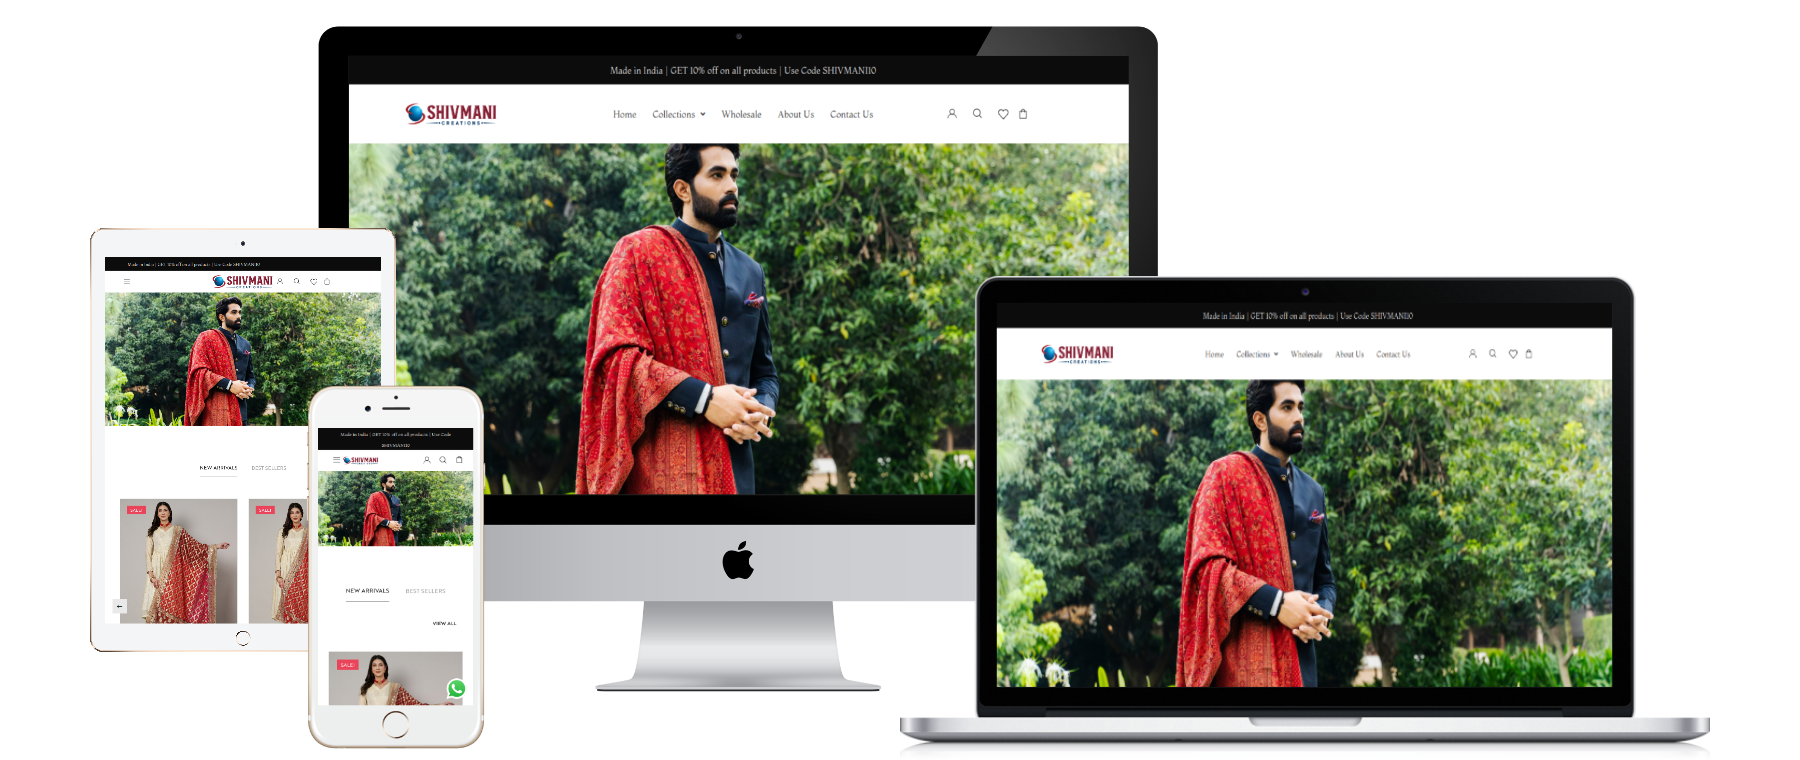 Made in India | GET 10% off on all products | Use Code SHIVMANI10
SHIVMANI
CREATIONS
Home Collections Wholesale About Us Contact Us
Made in India | GET 10% off on all products | Use Code SHIVMANI10
SHIVMANI
CREATIONS
NEW ARRIVALS BEST SELLERS
SALE!
SALE!
Made in India | GET 10% off on all products | Use Code
SHIVMANI10
SHIVMANI
NEW ARRIVALS BEST SELLERS
VIEW ALL
SALE!
Made in India | GET 10% off on all products | Use Code SHIVMANI10
SHIVMANI
CREATIONS
Home Collections Wholesale About Us Contact Us